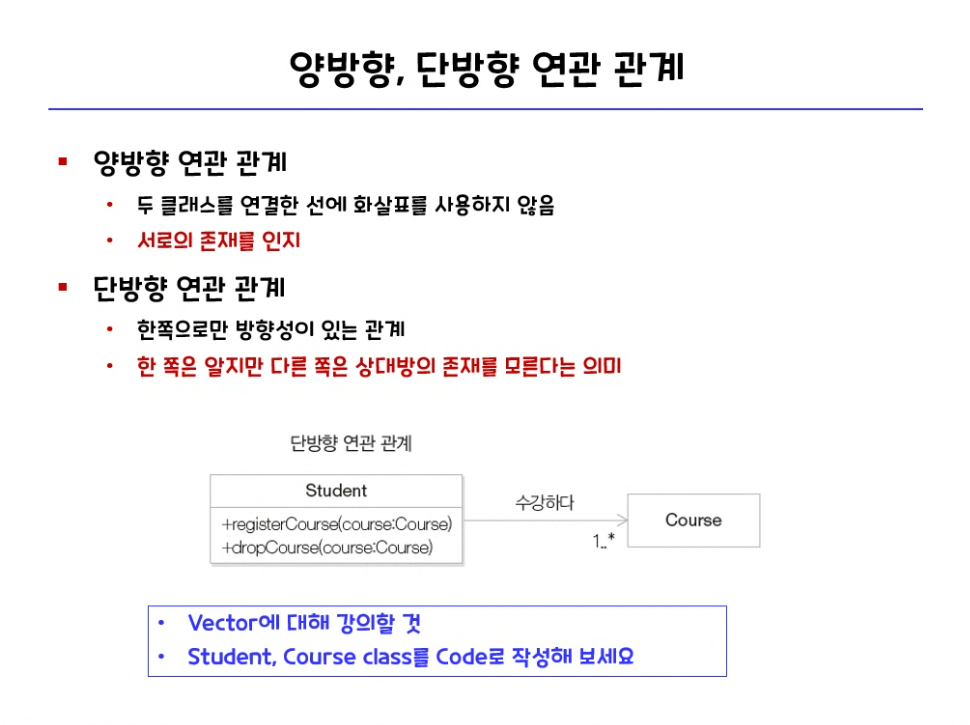 양방향, 단방향 연관 관계
▪ 양방향 연관 관계
• 두 클래스를 연결한 선에 화살표를 사용하지 않음
• 서로의 존재를 인지
▪ 단방향 연관 관계
• 한쪽으로만 방향성이 있는 관계
• 한 쪽은 알지만 다른 쪽은 상대방의 존재를 모른다는 의미
단방향 연관 관계
Student
+registerCourse(course:Course)
+dropCourse(course:Course)
수강하다
1..*
Course
• Vector에 대해 강의할 것
• Student, Course class를 Code로 작성해 보세요